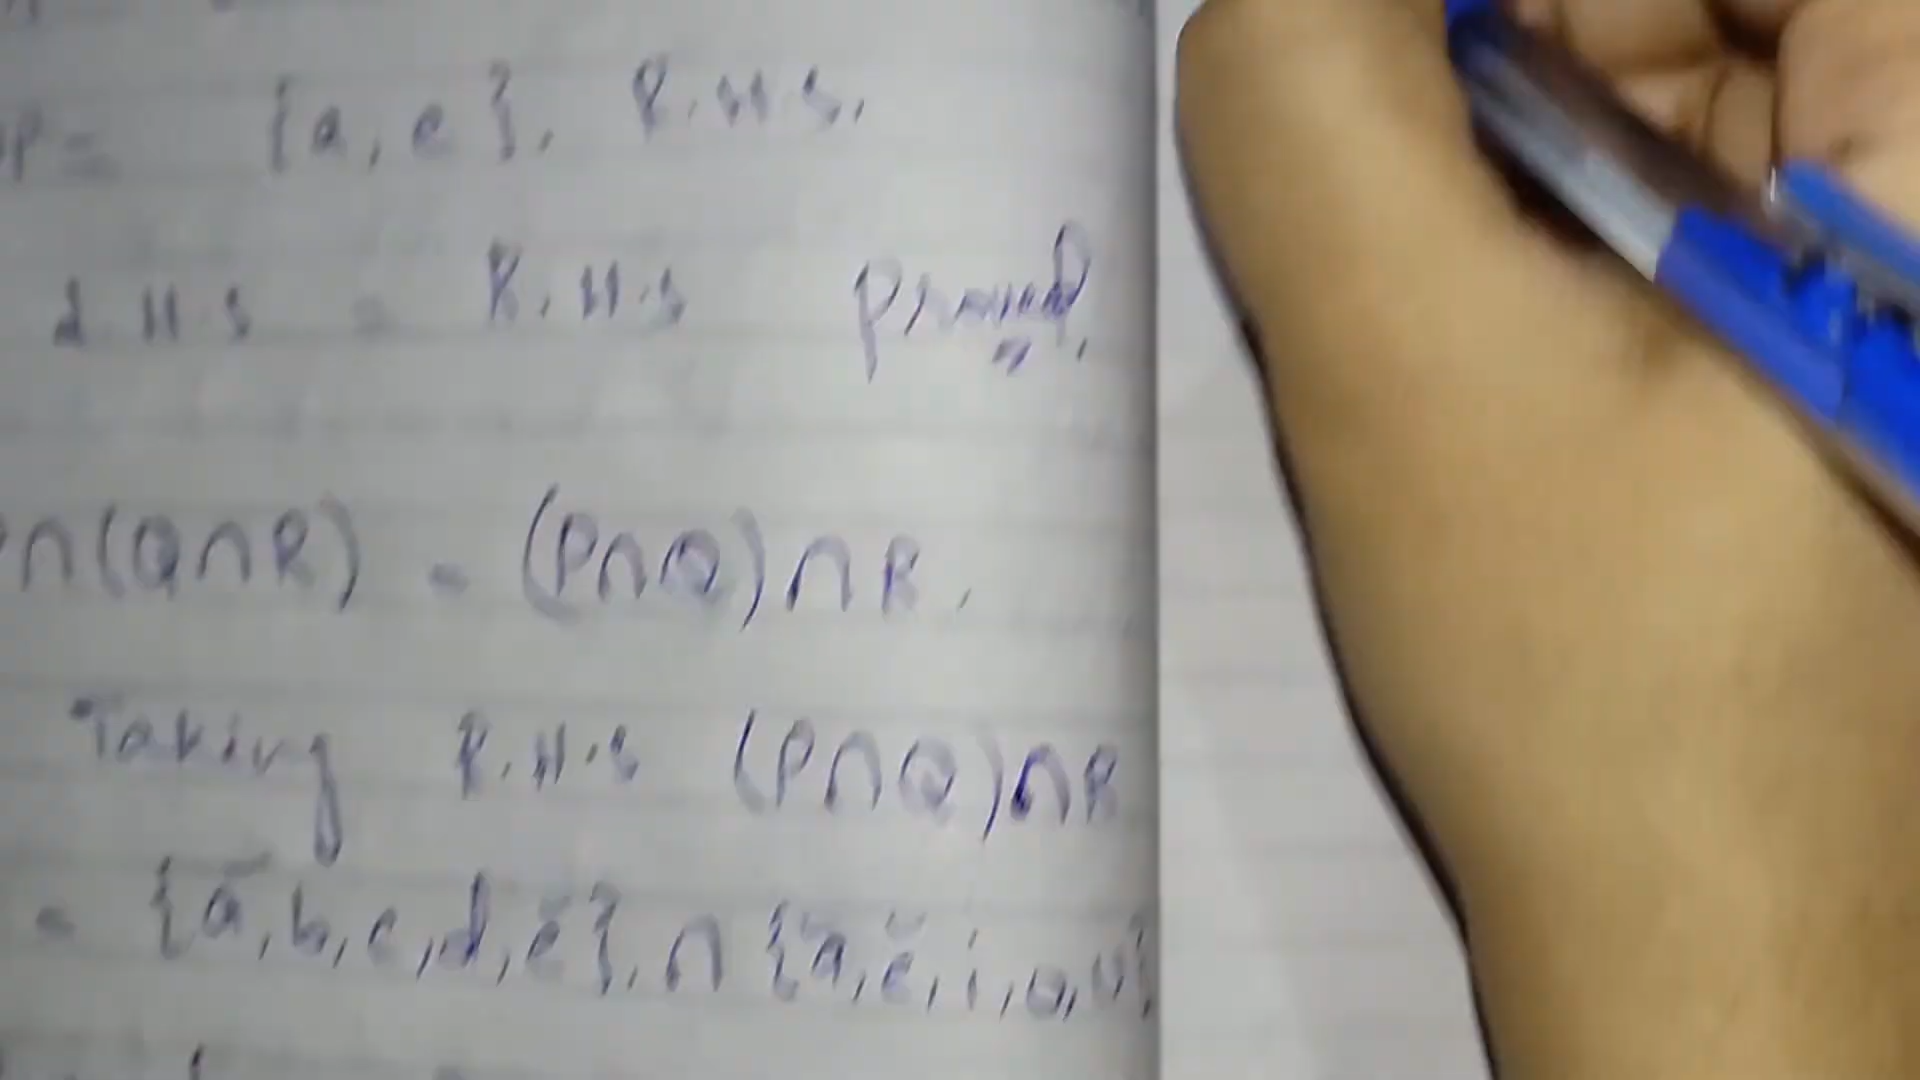 P = {a, e}, R.H.S.
L.H.S = R.H.S Proved,
∩(Q∩R) = (P∩Q)∩R,
Taking R.H.S (P∩Q)∩R
= {a, b, c, d, e}, ∩ {a, e, i, o, u}